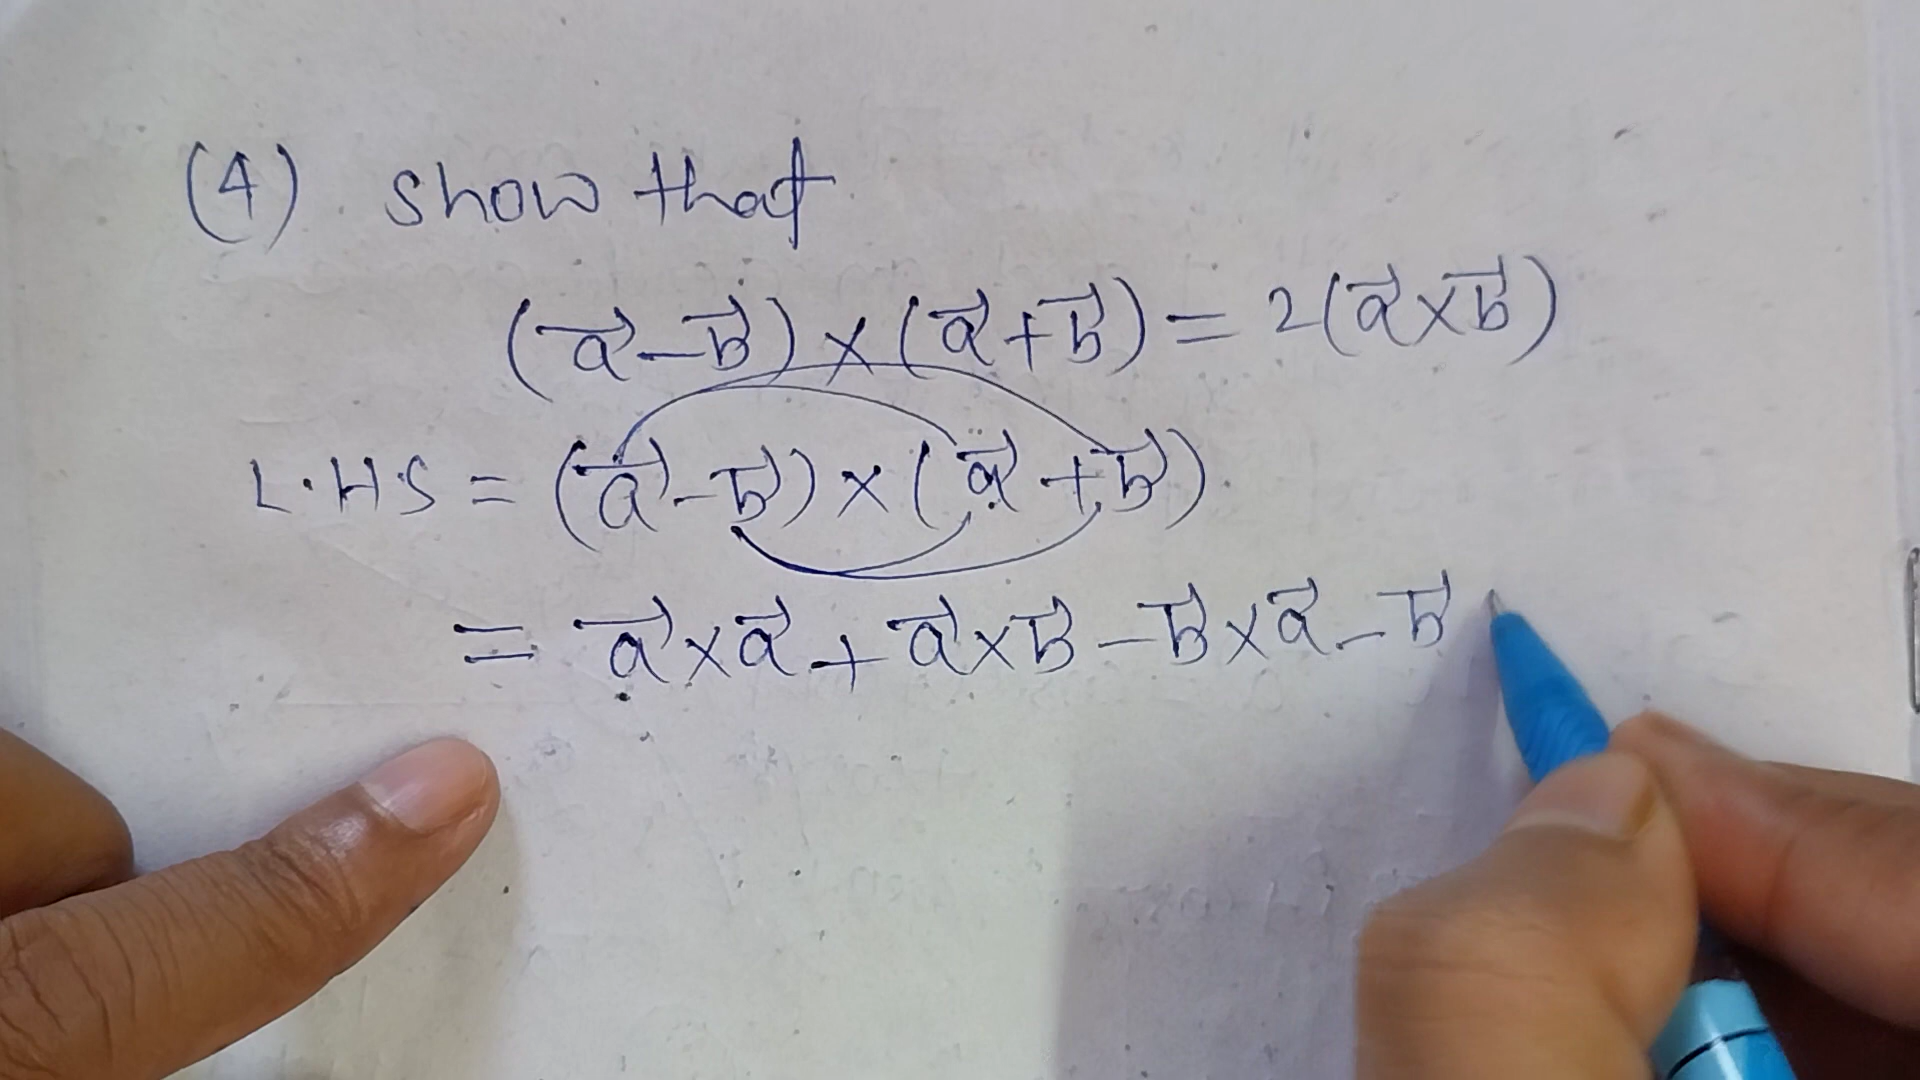 (4) show that
(a⃗ - b⃗) × (a⃗ + b⃗) = 2(a⃗ × b⃗)
L.H.S = (a⃗ - b⃗) × (a⃗ + b⃗)
= a⃗ × a⃗ + a⃗ × b⃗ - b⃗ × a⃗ - b⃗